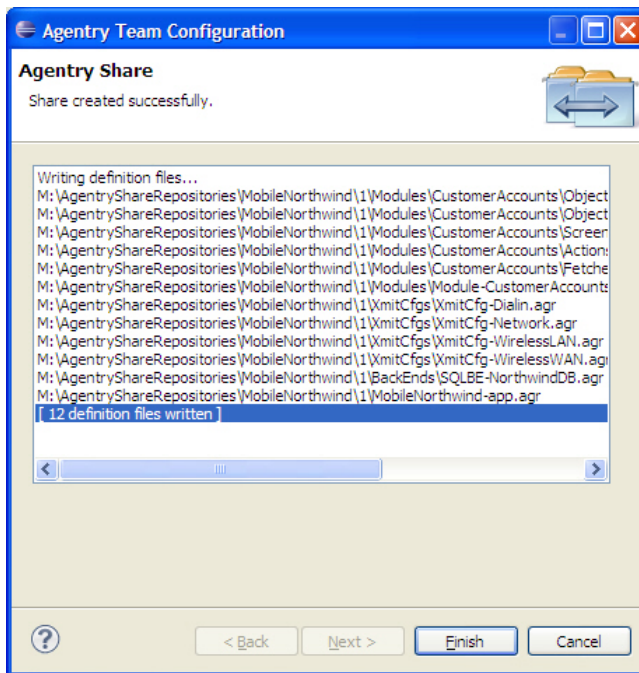 Agentry Team Configuration
Agentry Share
Share created successfully.
Writing definition files...
M:\AgentryShareRepositories\MobileNorthwind\1\Modules\CustomerAccounts\Object
M:\AgentryShareRepositories\MobileNorthwind\1\Modules\CustomerAccounts\Object
M:\AgentryShareRepositories\MobileNorthwind\1\Modules\CustomerAccounts\Screen
M:\AgentryShareRepositories\MobileNorthwind\1\Modules\CustomerAccounts\Action:
M:\AgentryShareRepositories\MobileNorthwind\1\Modules\CustomerAccounts\Fetche
M:\AgentryShareRepositories\MobileNorthwind\1\Modules\Module-CustomerAccounts
M:\AgentryShareRepositories\MobileNorthwind\1\XmitCfgs\XmitCfg-Dialin.agr
M:\AgentryShareRepositories\MobileNorthwind\1\XmitCfgs\XmitCfg-Network.agr
M:\AgentryShareRepositories\MobileNorthwind\1\XmitCfgs\XmitCfg-WirelessLAN.agr
M:\AgentryShareRepositories\MobileNorthwind\1\XmitCfgs\XmitCfg-WirelessWAN.agr
M:\AgentryShareRepositories\MobileNorthwind\1\BackEnds\SQLBE-NorthwindDB.agr
M:\AgentryShareRepositories\MobileNorthwind\1\MobileNorthwind-app.agr
[ 12 definition files written ]
? < Back Next > Finish Cancel